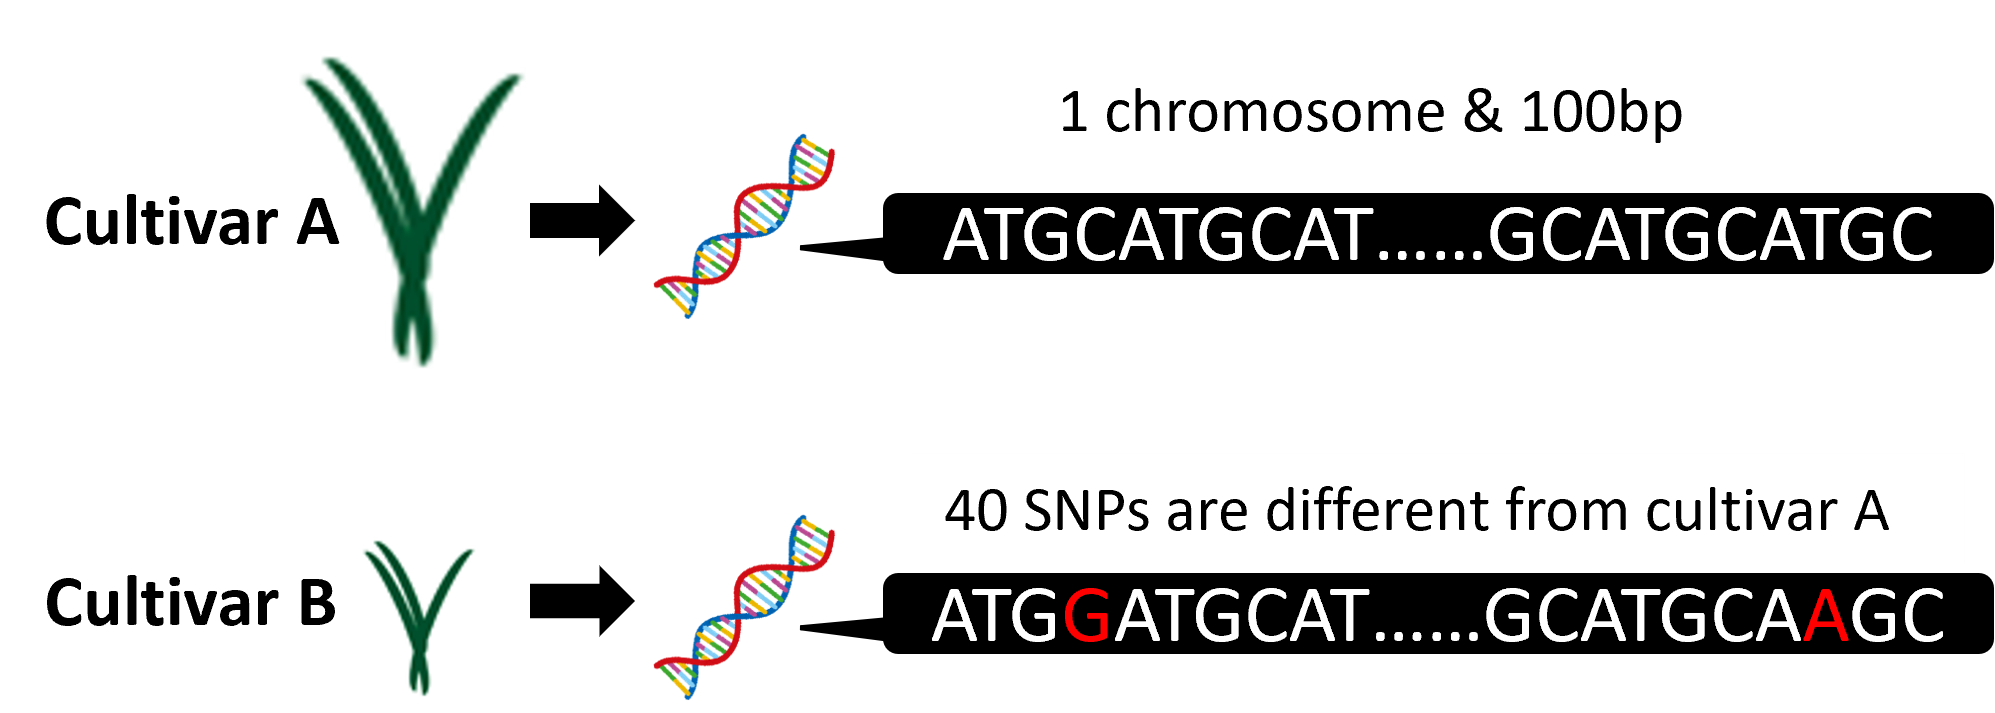 1 chromosome & 100bp
Cultivar A
ATGCATGCAT......GCATGCATGC
40 SNPs are different from cultivar A
Cultivar B
ATGGATGCAT......GCATGCAAGC